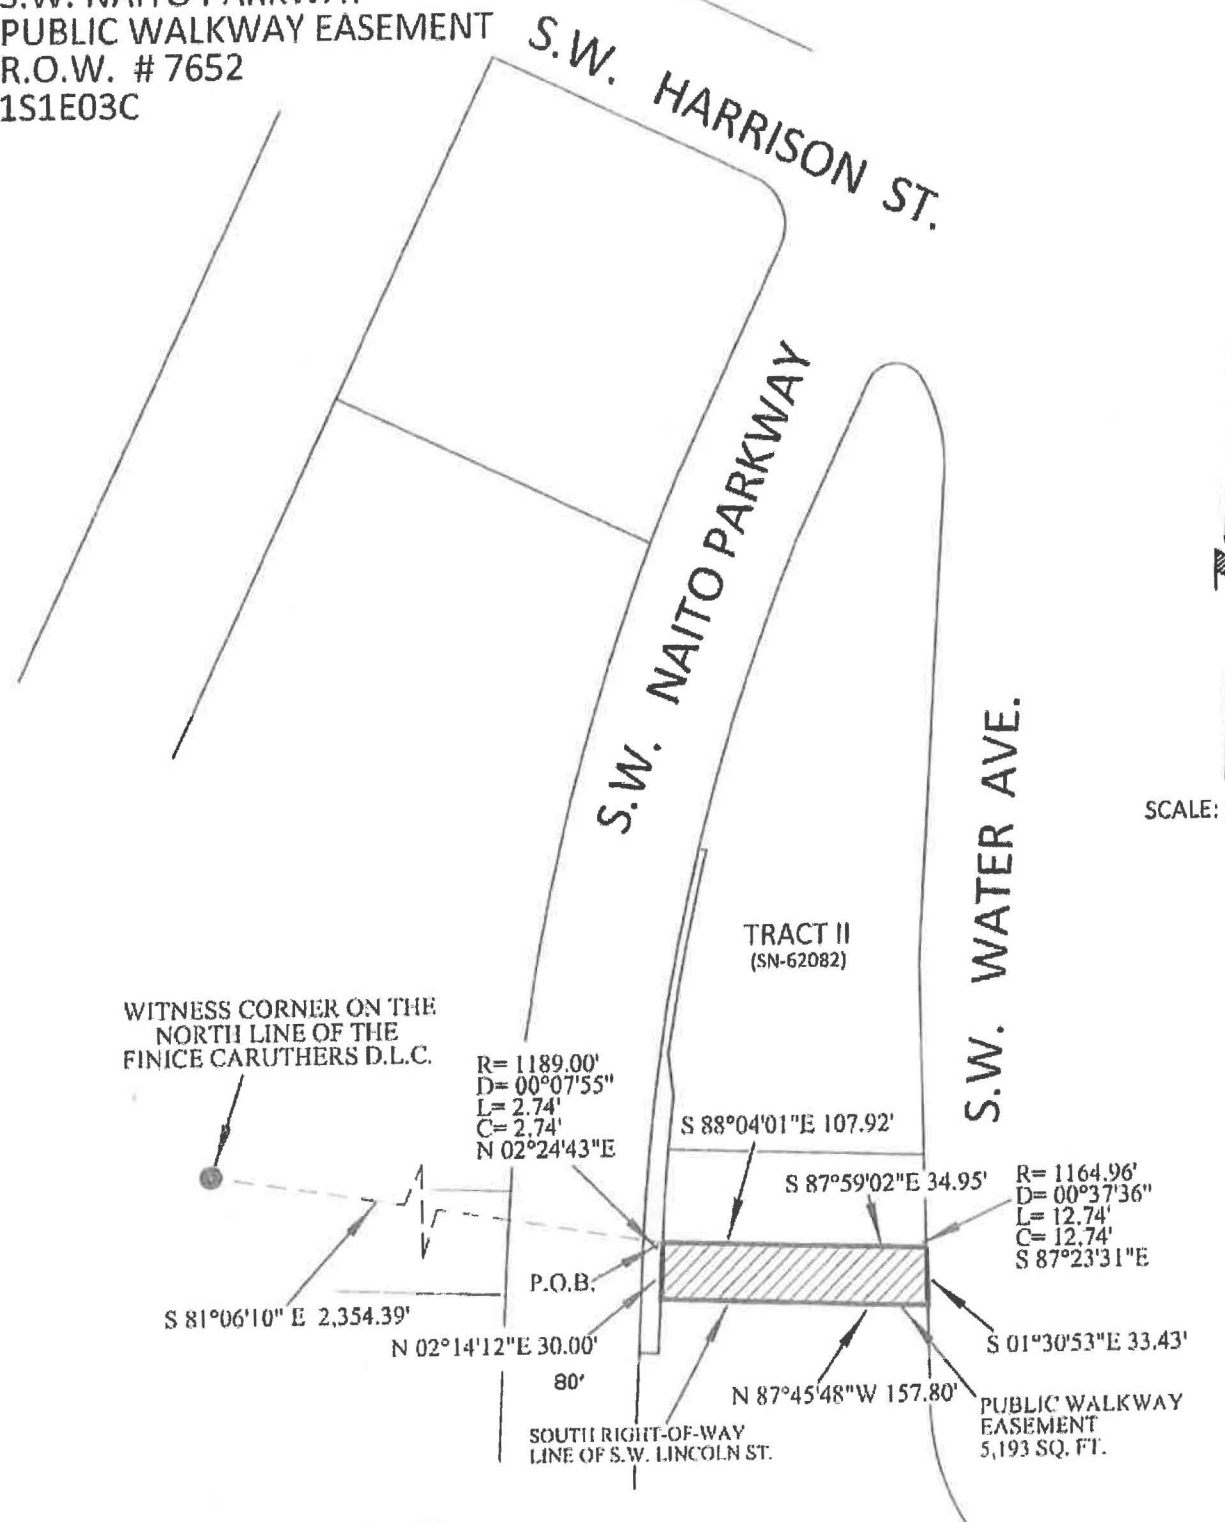 S.W. NAITO PARKWAY
PUBLIC WALKWAY EASEMENT
R.O.W. # 7652
1S1E03C
S.W. HARRISON ST.
S.W. NAITO PARKWAY
S.W. WATER AVE.
SCALE:
TRACT II
(SN-62082)
WITNESS CORNER ON THE
NORTH LINE OF THE
FINICE CARUTHERS D.L.C.
R= 1189.00'
D= 00°07'55"
L= 2.74'
C= 2.74'
N 02°24'43"E
S 88°04'01"E 107.92'
S 87°59'02"E 34.95'
R= 1164.96'
D= 00°37'36"
L= 12.74'
C= 12.74'
S 87°23'31"E
P.O.B.
S 81°06'10" E 2,354.39'
N 02°14'12"E 30.00'
80'
S 01°30'53"E 33.43'
N 87°45'48"W 157.80'
PUBLIC WALKWAY
EASEMENT
5,193 SQ. FT.
SOUTH RIGHT-OF-WAY
LINE OF S.W. LINCOLN ST.